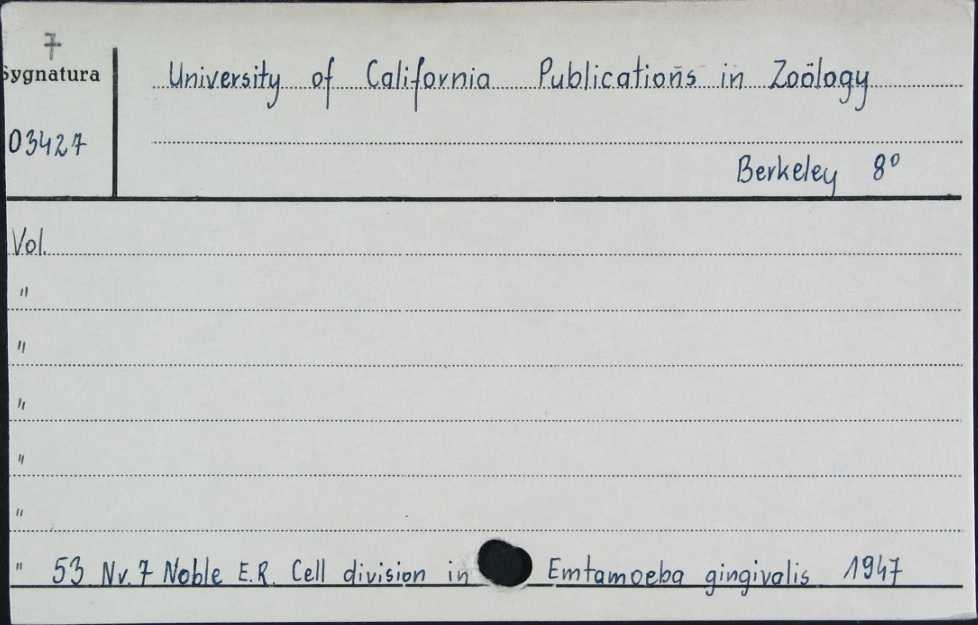 7
Sygnatura
University of California Publications in Zoölogy
03427
Berkeley 8°
Vol.
"
"
"
"
"
" 53 Nr. 7 Noble E.R. Cell division in Emtamoeba gingivalis 1947